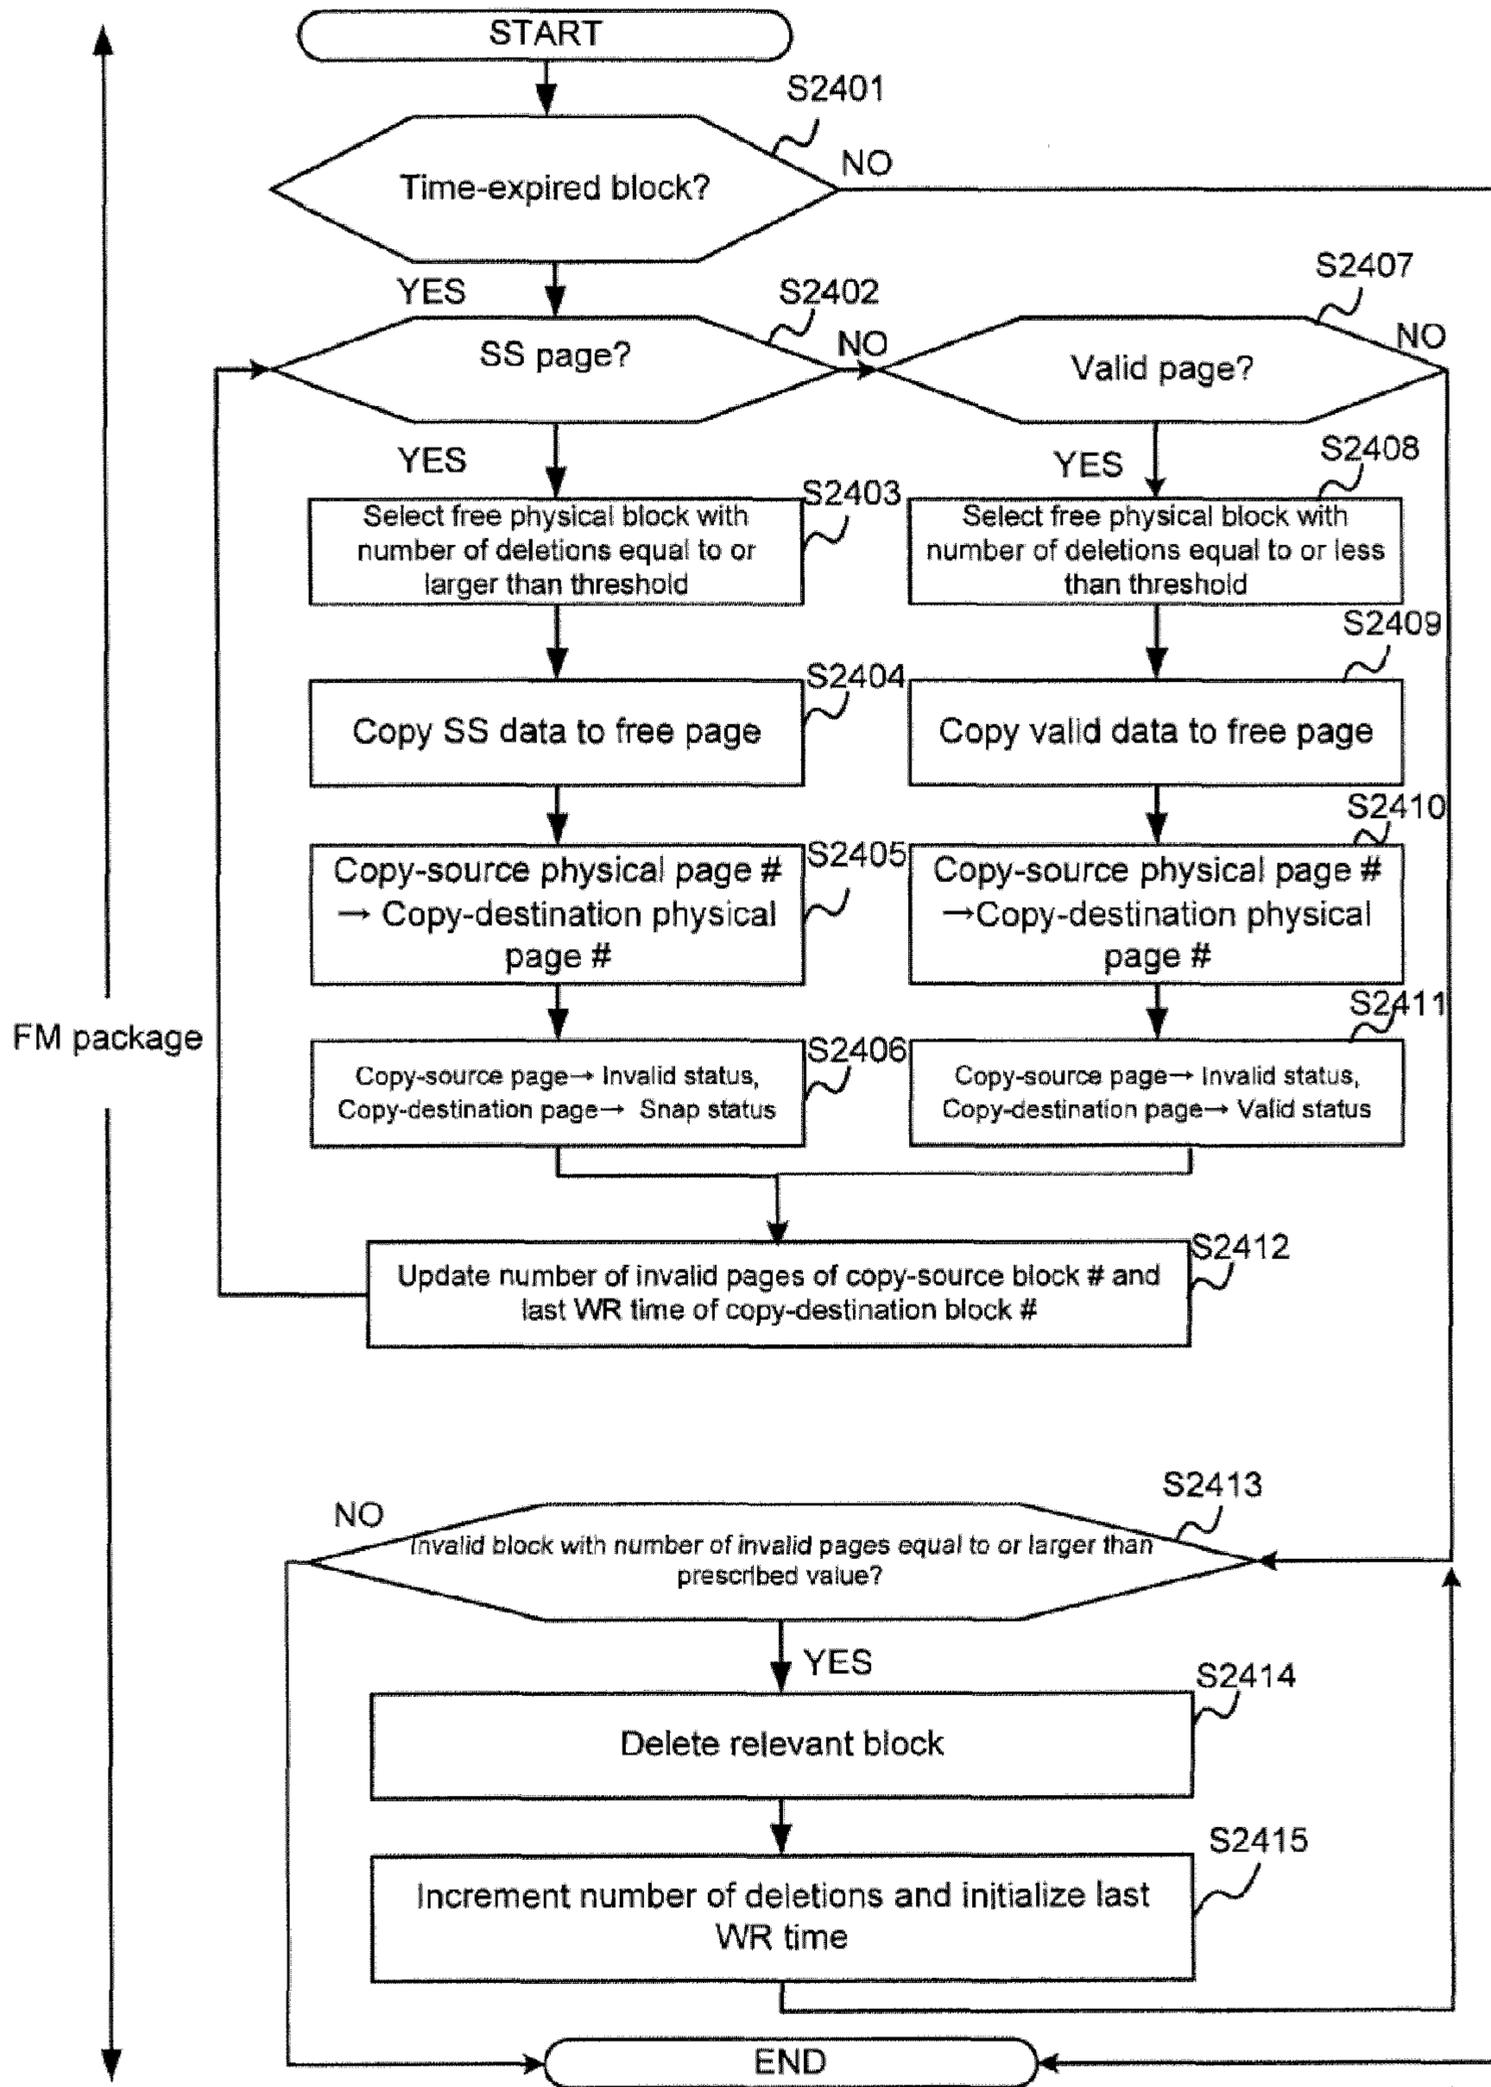 START
S2401
NO
Time-expired block?
YES
S2402
S2407
SS page?
NO
Valid page?
NO
YES
S2403
Select free physical block with
number of deletions equal to or
larger than threshold
YES
S2408
Select free physical block with
number of deletions equal to or less
than threshold
S2404
Copy SS data to free page
S2409
Copy valid data to free page
S2405
Copy-source physical page #
→ Copy-destination physical
page #
S2410
Copy-source physical page #
→Copy-destination physical
page #
FM package
S2406
Copy-source page→ Invalid status,
Copy-destination page→ Snap status
S2411
Copy-source page→ Invalid status,
Copy-destination page→ Valid status
S2412
Update number of invalid pages of copy-source block # and
last WR time of copy-destination block #
S2413
NO
Invalid block with number of invalid pages equal to or larger than
prescribed value?
YES
S2414
Delete relevant block
S2415
Increment number of deletions and initialize last
WR time
END